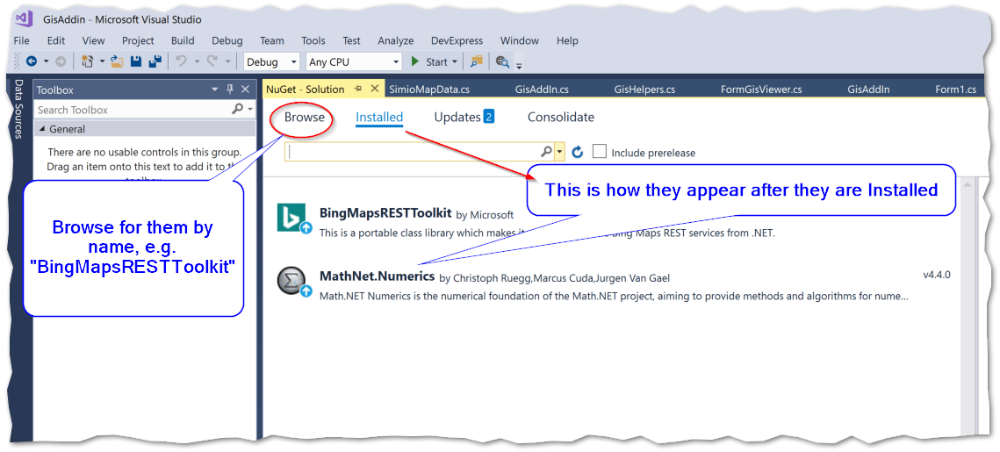 GisAddin - Microsoft Visual Studio
File Edit View Project Build Debug Team Tools Test Analyze DevExpress Window Help
Debug Any CPU Start
Data Sources
Toolbox
Search Toolbox
General
There are no usable controls in this group.
Drag an item onto this text to add it to the
NuGet - Solution SimioMapData.cs GisAddIn.cs GisHelpers.cs FormGisViewer.cs GisAddIn Form1.cs
Browse Installed Updates 2 Consolidate
Include prerelease
Browse for them by
name, e.g.
"BingMapsRESTToolkit"
This is how they appear after they are Installed
BingMapsRESTToolkit by Microsoft
This is a portable class library which makes it Bing Maps REST services from .NET.
MathNet.Numerics by Christoph Ruegg,Marcus Cuda,Jurgen Van Gael v4.4.0
Math.NET Numerics is the numerical foundation of the Math.NET project, aiming to provide methods and algorithms for nume...